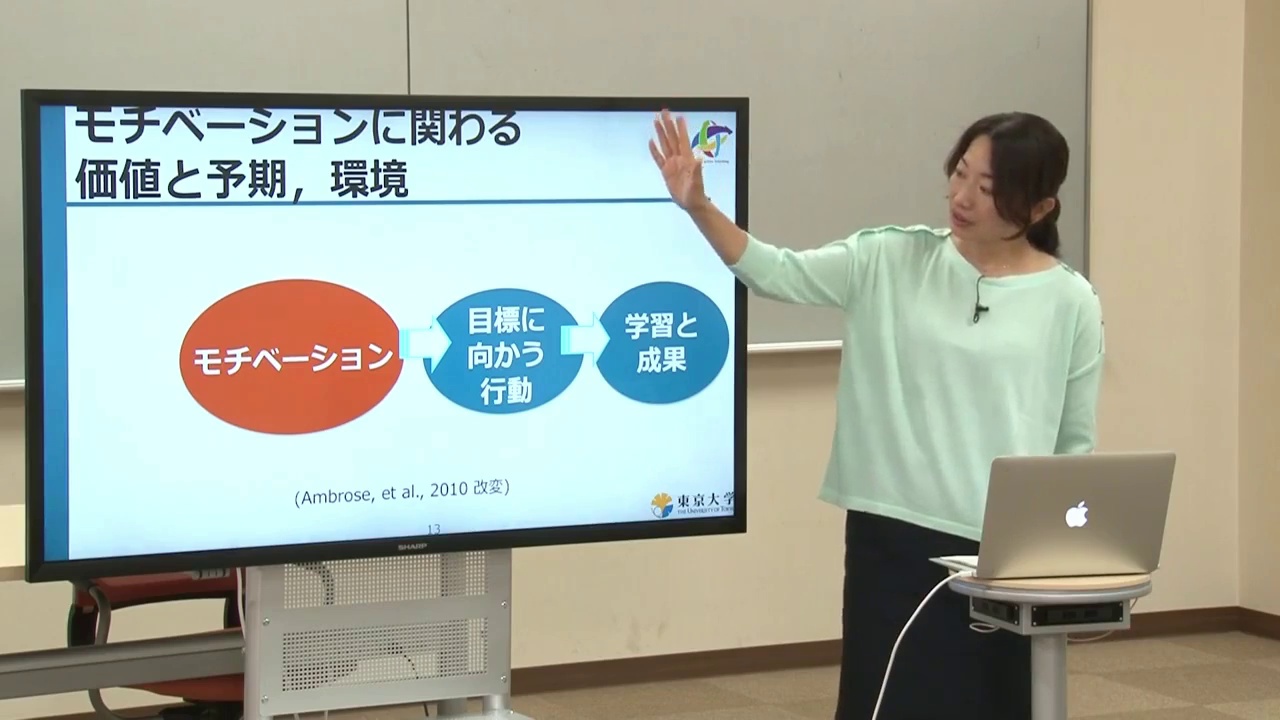 モチベーションに関わる
価値と予期，環境
モチベーション
目標に
向かう
行動
学習と
成果
(Ambrose, et al., 2010 改変)
東京大学
THE UNIVERSITY OF TOKYO
13
SHARP